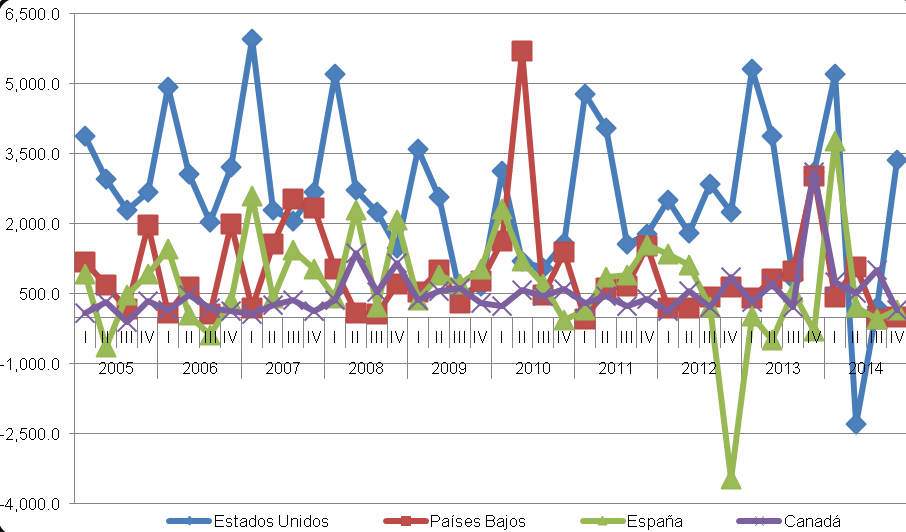 6,500.0
5,000.0
3,500.0
2,000.0
500.0
-1,000.0
-2,500.0
-4,000.0
I II III IV I II III IV I II III IV I II III IV I II III IV I II III IV I II III IV I II III IV I II III IV I II III IV
2005 2006 2007 2008 2009 2010 2011 2012 2013 2014
Estados Unidos Países Bajos España Canadá